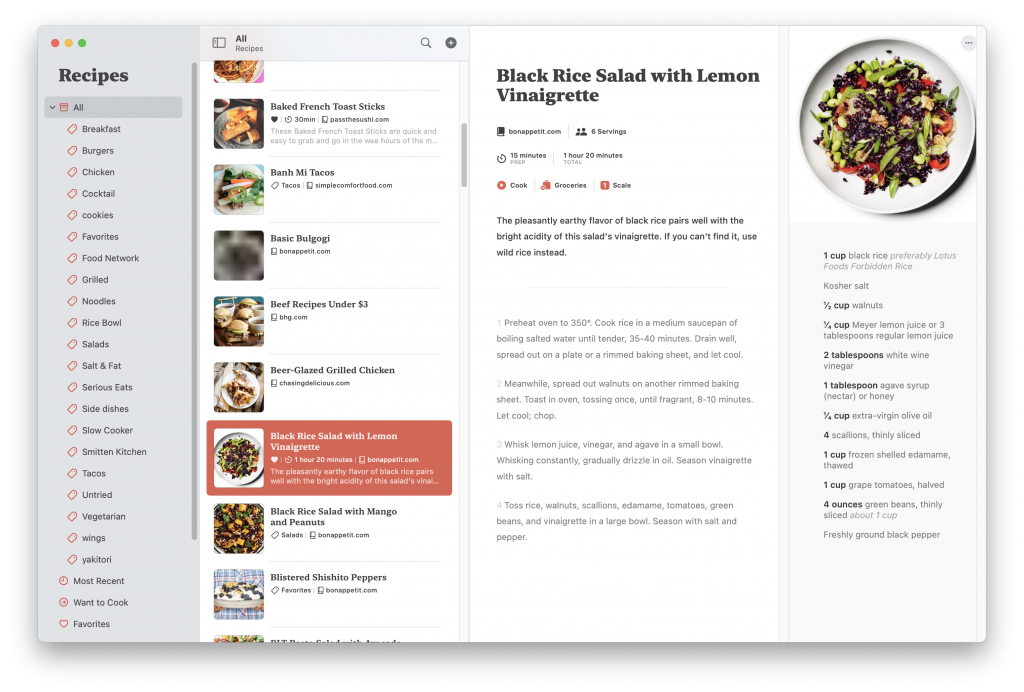 Recipes
All
Breakfast
Burgers
Chicken
Cocktail
cookies
Favorites
Food Network
Grilled
Noodles
Rice Bowl
Salads
Salt & Fat
Serious Eats
Side dishes
Slow Cooker
Smitten Kitchen
Tacos
Untried
Vegetarian
wings
yakitori
Most Recent
Want to Cook
Favorites
All
Recipes
Baked French Toast Sticks
30min | passthesushi.com
These Baked French Toast Sticks are quick and
easy to grab and go in the wee hours of the m...
Banh Mi Tacos
Tacos | simplecomfortfood.com
Basic Bulgogi
bonappetit.com
Beef Recipes Under $3
bhg.com
Beer-Glazed Grilled Chicken
chasingdelicious.com
Black Rice Salad with Lemon
Vinaigrette
1 hour 20 minutes | bonappetit.com
The pleasantly earthy flavor of black rice pairs
well with the bright acidity of this salad's vinai...
Black Rice Salad with Mango
and Peanuts
Salads | bonappetit.com
Blistered Shishito Peppers
Favorites | bonappetit.com
Black Rice Salad with Lemon
Vinaigrette
bonappetit.com 6 Servings
15 minutes 1 hour 20 minutes
PREP TOTAL
Cook Groceries 1 Scale
The pleasantly earthy flavor of black rice pairs well with the
bright acidity of this salad's vinaigrette. If you can't find it, use
wild rice instead.
1 Preheat oven to 350°. Cook rice in a medium saucepan of
boiling salted water until tender, 35–40 minutes. Drain well,
spread out on a plate or a rimmed baking sheet, and let cool.
2 Meanwhile, spread out walnuts on another rimmed baking
sheet. Toast in oven, tossing once, until fragrant, 8-10 minutes.
Let cool; chop.
3 Whisk lemon juice, vinegar, and agave in a small bowl.
Whisking constantly, gradually drizzle in oil. Season vinaigrette
with salt.
4 Toss rice, walnuts, scallions, edamame, tomatoes, green
beans, and vinaigrette in a large bowl. Season with salt and
pepper.
1 cup black rice preferably Lotus
Foods Forbidden Rice
Kosher salt
½ cup walnuts
¼ cup Meyer lemon juice or 3
tablespoons regular lemon juice
2 tablespoons white wine
vinegar
1 tablespoon agave syrup
(nectar) or honey
¼ cup extra-virgin olive oil
4 scallions, thinly sliced
1 cup frozen shelled edamame,
thawed
1 cup grape tomatoes, halved
4 ounces green beans, thinly
sliced about 1 cup
Freshly ground black pepper